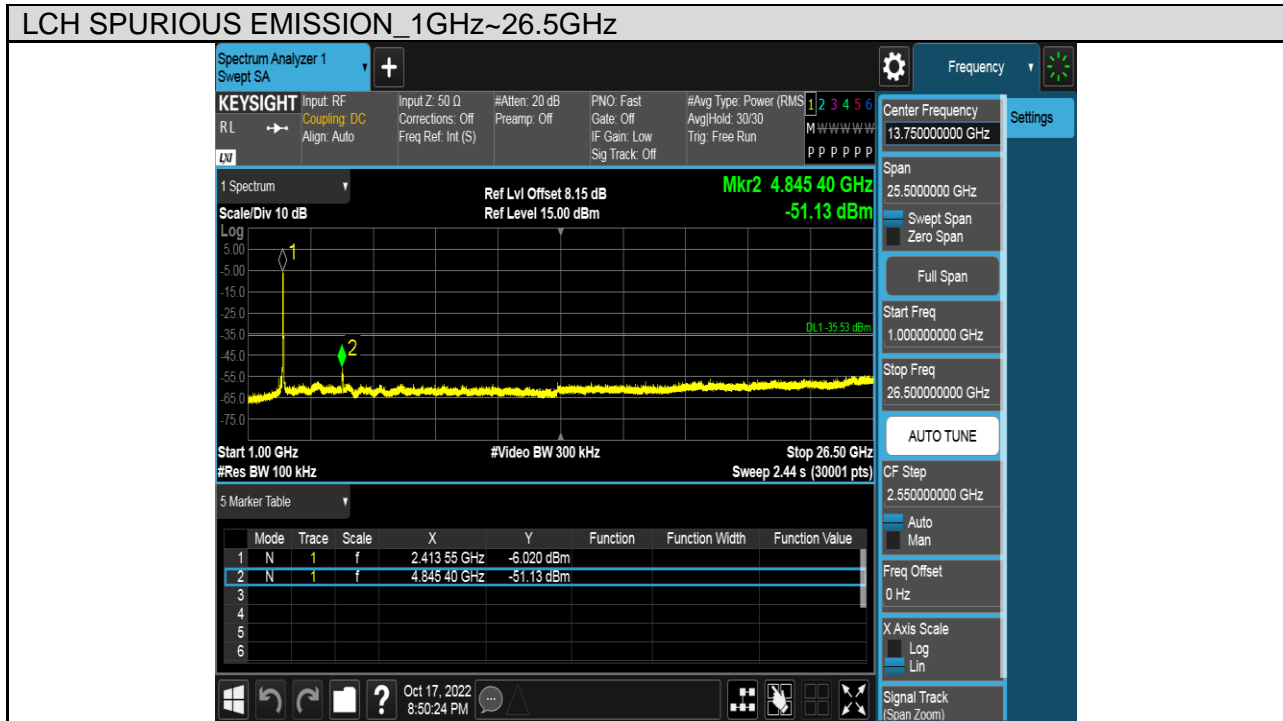 LCH SPURIOUS EMISSION_1GHz~26.5GHz
Spectrum Analyzer 1
Swept SA
+
Frequency
KEYSIGHT Input: RF Input Z: 50 Ω #Atten: 20 dB PNO: Fast #Avg Type: Power (RMS 1 2 3 4 5 6
RL Coupling: DC Corrections: Off Preamp: Off Gate: Off Avg|Hold: 30/30 M W W W W W
Align: Auto Freq Ref: Int (S) IF Gain: Low Trig: Free Run
LXI Sig Track: Off P P P P P P
1 Spectrum
Ref Lvl Offset 8.15 dB Mkr2 4.845 40 GHz
Scale/Div 10 dB Ref Level 15.00 dBm -51.13 dBm
Log
5.00
-5.00
-15.0
-25.0
-35.0
-45.0
-55.0
-65.0
-75.0
1
2
DL1 -35.53 dBm
Start 1.00 GHz #Video BW 300 kHz Stop 26.50 GHz
#Res BW 100 kHz Sweep 2.44 s (30001 pts)
5 Marker Table
Mode Trace Scale X Y Function Function Width Function Value
1 N 1 f 2.413 55 GHz -6.020 dBm
2 N 1 f 4.845 40 GHz -51.13 dBm
3
4
5
6
Center Frequency
13.750000000 GHz
Settings
Span
25.5000000 GHz
Swept Span
Zero Span
Full Span
Start Freq
1.000000000 GHz
Stop Freq
26.500000000 GHz
AUTO TUNE
CF Step
2.550000000 GHz
Auto
Man
Freq Offset
0 Hz
X Axis Scale
Log
Lin
Signal Track
(Span Zoom)
?
Oct 17, 2022
8:50:24 PM